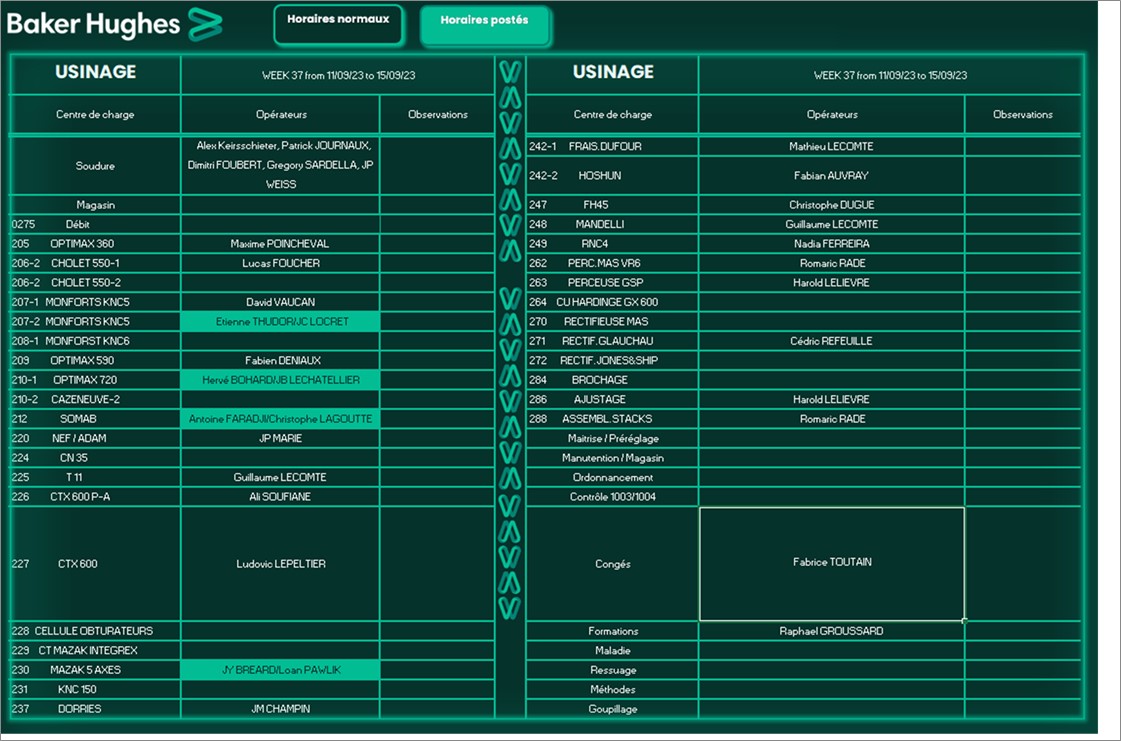 Baker Hughes
Horaires normaux
Horaires postés
USINAGE WEEK 37 from 11/09/23 to 15/09/23
Centre de charge Opérateurs Observations
Soudure Alex Keirsschieter, Patrick JOURNAUX,
Dimitri FOUBERT, Gregory SARDELLA, JP
WEISS
Magasin
0275 Débit
205 OPTIMAX 360 Maxime POINCHEVAL
206-2 CHOLET 550-1 Lucas FOUCHER
206-2 CHOLET 550-2
207-1 MONFORTS KNC5 David VAUCAN
207-2 MONFORTS KNC5 Etienne THUDOR/JC LOCRET
208-1 MONFORST KNC6
209 OPTIMAX 590 Fabien DENIAUX
210-1 OPTIMAX 720 Hervé BOHARD/JB LECHATELLIER
210-2 CAZENEUVE-2
212 SOMAB Antoine FARADJI/Christophe LAGOUTTE
220 NEF / ADAM JP MARIE
224 CN 35
225 T 11 Guillaume LECOMTE
226 CTX 600 P-A Ali SOUFIANE
227 CTX 600 Ludovic LEPELTIER
228 CELLULE OBTURATEURS
229 CT MAZAK INTEGREX
230 MAZAK 5 AXES JY BREARD/Loan PAWLIK
231 KNC 150
237 DORRIES JM CHAMPIN
USINAGE WEEK 37 from 11/09/23 to 15/09/23
Centre de charge Opérateurs Observations
242-1 FRAIS.DUFOUR Mathieu LECOMTE
242-2 HOSHUN Fabian AUVRAY
247 FH45 Christophe DUGUE
248 MANDELLI Guillaume LECOMTE
249 RNC4 Nadia FERREIRA
262 PERC.MAS VR6 Romaric RADE
263 PERCEUSE GSP Harold LELIEVRE
264 CU HARDINGE GX 600
270 RECTIFIEUSE MAS
271 RECTIF.GLAUCHAU Cédric REFEUILLE
272 RECTIF.JONES&SHIP
284 BROCHAGE
286 AJUSTAGE Harold LELIEVRE
288 ASSEMBL.STACKS Romaric RADE
Maitrise / Préréglage
Manutention / Magasin
Ordonnancement
Contrôle 1003/1004
Congés Fabrice TOUTAIN
Formations Raphael GROUSSARD
Maladie
Ressuage
Méthodes
Goupillage